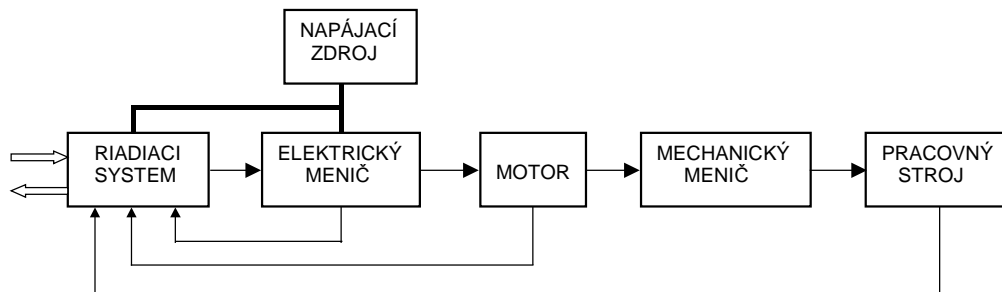 NAPÁJACÍ
ZDROJ
RIADIACI
SYSTEM
ELEKTRICKÝ
MENIČ
MOTOR
MECHANICKÝ
MENIČ
PRACOVNÝ
STROJ